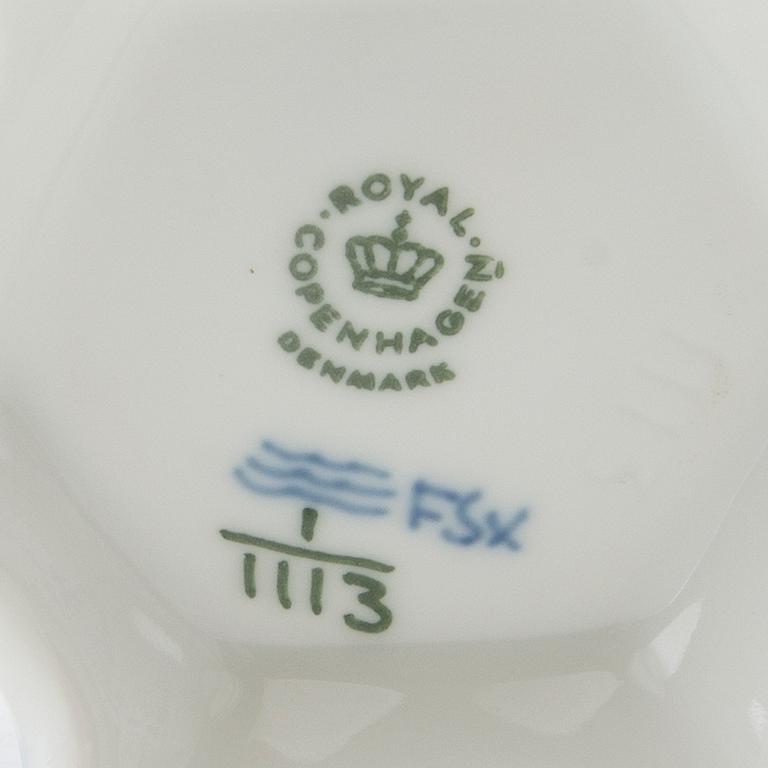 ROYAL
COPENHAGEN
DENMARK
FSX
1
1113